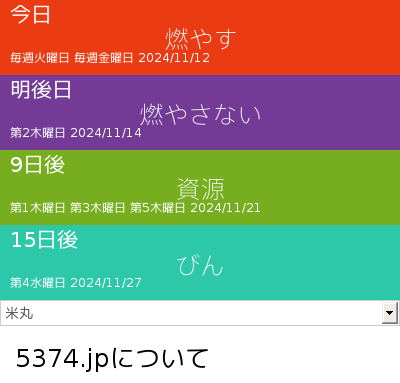 今日
燃やす
毎週火曜日 毎週金曜日 2024/11/12
明後日
燃やさない
第2木曜日 2024/11/14
9日後
資源
第1木曜日 第3木曜日 第5木曜日 2024/11/21
15日後
びん
第4水曜日 2024/11/27
米丸
5374.jpについて